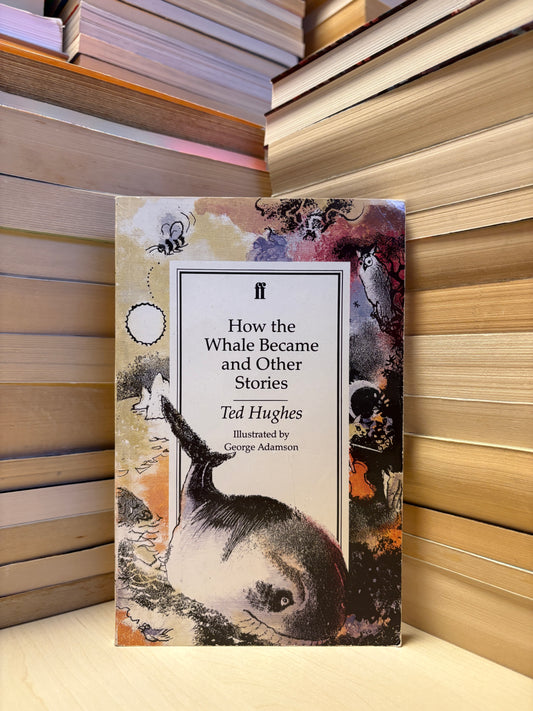 ff
How the
Whale Became
and Other
Stories
Ted Hughes
Illustrated by
George Adamson